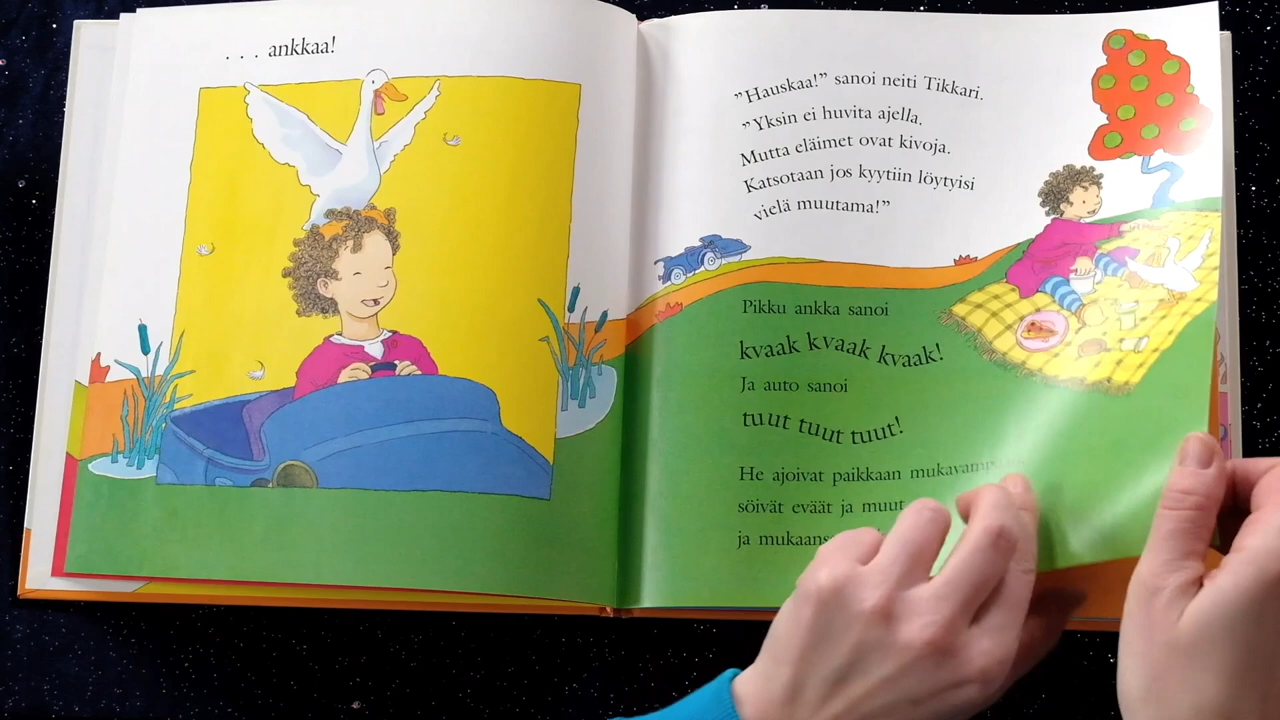 . . . ankkaa!
”Hauskaa!” sanoi neiti Tikkari.
”Yksin ei huvita ajella.
Mutta eläimet ovat kivoja.
Katsotaan jos kyytiin löytyisi
vielä muutama!”
Pikku ankka sanoi
kvaak kvaak kvaak!
Ja auto sanoi
tuut tuut tuut!
He ajoivat paikkaan
söivät eväät ja muut
ja